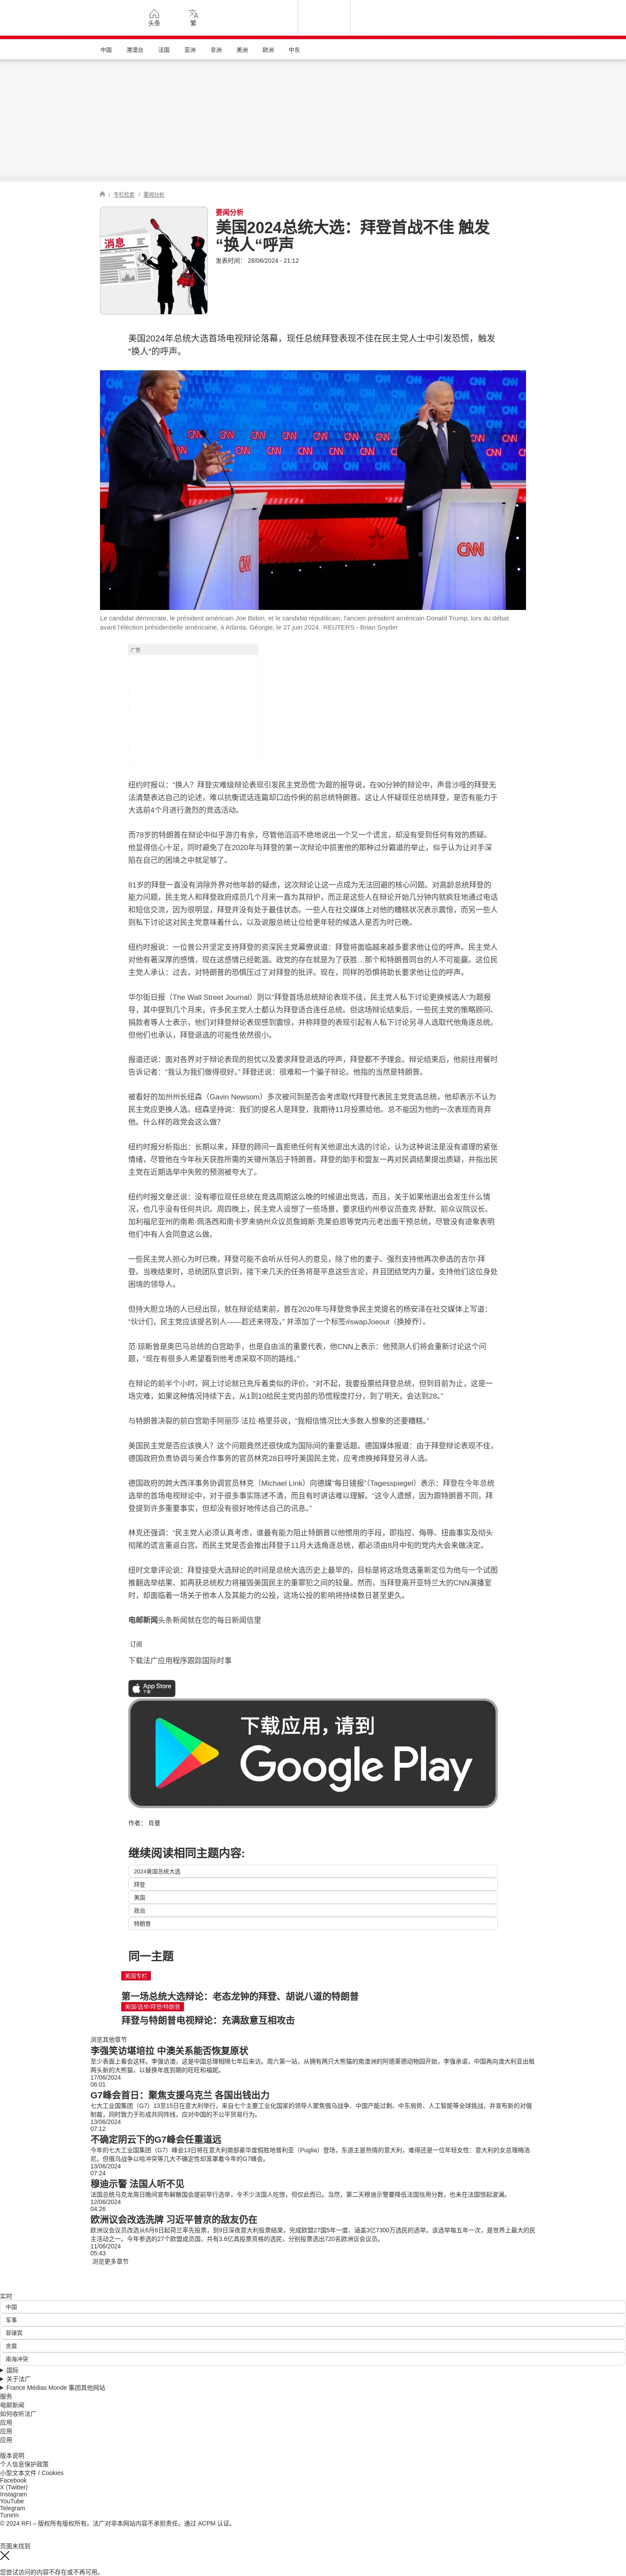 头条
繁
中国
港澳台
法国
亚洲
非洲
美洲
欧洲
中东
/ 专栏检索 / 要闻分析
消息
要闻分析
美国2024总统大选：拜登首战不佳 触发
“换人“呼声
发表时间： 28/06/2024 - 21:12
美国2024年总统大选首场电视辩论落幕，现任总统拜登表现不佳在民主党人士中引发恐慌，触发
“换人“的呼声。
CNN
CNN
Le candidat démocrate, le président américain Joe Biden, et le candidat républicain, l'ancien président américain Donald Trump, lors du débat
avant l'élection présidentielle américaine, à Atlanta, Géorgie, le 27 juin 2024. REUTERS - Brian Snyder
广告
纽约时报以：“换人？拜登灾难级辩论表现引发民主党恐慌“为题的报导说，在90分钟的辩论中，声音沙哑的拜登无
法清楚表达自己的论述，难以抗衡谎话连篇却口齿伶俐的前总统特朗普。这让人怀疑现任总统拜登，是否有能力于
大选前4个月进行激烈的竞选活动。
而78岁的特朗普在辩论中似乎游刃有余，尽管他滔滔不绝地说出一个又一个谎言，却没有受到任何有效的质疑。
他显得信心十足，同时避免了在2020年与拜登的第一次辩论中损害他的那种过分霸道的举止，似乎认为让对手深
陷在自己的困境之中就足够了。
81岁的拜登一直没有消除外界对他年龄的疑虑，这次辩论让这一点成为无法回避的核心问题。对高龄总统拜登的
能力问题，民主党人和拜登政府成员几个月来一直为其辩护，而正是这些人在辩论开始几分钟内就疯狂地通过电话
和短信交流，因为很明显，拜登并没有处于最佳状态。一些人在社交媒体上对他的糟糕状况表示震惊，而另一些人
则私下讨论这对民主党意味着什么，以及说服总统让位给更年轻的候选人是否为时已晚。
纽约时报说：一位曾公开坚定支持拜登的资深民主党幕僚说道：拜登将面临越来越多要求他让位的呼声。民主党人
对他有著深厚的感情，现在这感情已经乾涸。政党的存在就是为了获胜…那个和特朗普同台的人不可能赢。这位民
主党人承认：过去，对特朗普的恐惧压过了对拜登的批评。现在，同样的恐惧将助长要求他让位的呼声。
华尔街日报（The Wall Street Journal）则以”拜登首场总统辩论表现不佳，民主党人私下讨论更换候选人“为题报
导，其中提到几个月来，许多民主党人士都认为拜登适合连任总统。但这场辩论结束后，一些民主党的策略顾问、
捐款者等人士表示，他们对拜登辩论表现感到震惊，并称拜登的表现引起有人私下讨论另寻人选取代他角逐总统。
但他们也承认，拜登退选的可能性依然很小。
报道还说：面对各界对于辩论表现的担忧以及要求拜登退选的呼声，拜登都不予理会。辩论结束后，他前往用餐时
告诉记者：“我认为我们做得很好。” 拜登还说：很难和一个骗子辩论。他指的当然是特朗普。
被看好的加州州长纽森（Gavin Newsom）多次被问到是否会考虑取代拜登代表民主党竞选总统，他却表示不认为
民主党应更换人选。纽森坚持说：我们的提名人是拜登，我期待11月投票给他。总不能因为他的一次表现而背弃
他。什么样的政党会这么做？
纽约时报分析指出：长期以来，拜登的顾问一直拒绝任何有关他退出大选的讨论，认为这种说法是没有道理的紧张
情绪，尽管他在今年秋天获胜所需的关键州落后于特朗普。拜登的助手和盟友一再对民调结果提出质疑，并指出民
主党在近期选举中失败的预测被夸大了。
纽约时报文章还说：没有哪位现任总统在竞选周期这么晚的时候退出竞选，而且，关于如果他退出会发生什么情
况，也几乎没有任何共识。周四晚上，民主党人设想了一些场景，要求纽约州参议员查克·舒默、前众议院议长、
加利福尼亚州的南希·佩洛西和南卡罗来纳州众议员詹姆斯·克莱伯恩等党内元老出面干预总统，尽管没有迹象表明
他们中有人会同意这么做。
一些民主党人担心为时已晚，拜登可能不会听从任何人的意见，除了他的妻子、强烈支持他再次参选的吉尔·拜
登。当晚结束时，总统团队意识到，接下来几天的任务将是平息这些言论，并且团结党内力量，支持他们这位身处
困境的领导人。
但持大胆立场的人已经出现，就在辩论结束前，曾在2020年与拜登竞争民主党提名的杨安泽在社交媒体上写道：
“伙计们，民主党应该提名别人——趁还来得及，” 并添加了一个标签#swapJoeout（换掉乔）。
范·琼斯曾是奥巴马总统的白宫助手，也是自由派的重要代表，他CNN上表示：他预测人们将会重新讨论这个问
题，“现在有很多人希望看到他考虑采取不同的路线。”
在辩论的前半个小时，网上讨论就已充斥着类似的评价。“对不起，我要投票给拜登总统，但到目前为止，这是一
场灾难，如果这种情况持续下去，从1到10给民主党内部的恐慌程度打分，到了明天，会达到28。”
与特朗普决裂的前白宫助手阿丽莎·法拉·格里芬说，“我相信情况比大多数人想象的还要糟糕。”
美国民主党是否应该换人？这个问题竟然还很快成为国际间的重要话题。德国媒体报道：由于拜登辩论表现不佳，
德国政府负责协调与美合作事务的官员林克28日呼吁美国民主党，应考虑换掉拜登另寻人选。
德国政府的跨大西洋事务协调官员林克（Michael Link）向德媒”每日镜报“（Tagesspiegel）表示：拜登在今年总统
选举的首场电视辩论中，对于很多事实陈述不清，而且有时讲话难以理解。“这令人遗憾，因为跟特朗普不同，拜
登提到许多重要事实，但却没有很好地传达自己的讯息。”
林克还强调：“民主党人必须认真考虑，谁最有能力阻止特朗普以他惯用的手段，即指控、侮辱、扭曲事实及彻头
彻尾的谎言重返白宫。而民主党是否会推出拜登于11月大选角逐总统，都必须由8月中旬的党内大会来做决定。
纽时文章评论说：拜登接受大选辩论的时间是总统大选历史上最早的，目标是将这场竞选重新定位为他与一个试图
推翻选举结果、如再获总统权力将摧毁美国民主的重罪犯之间的较量。然而，当拜登离开亚特兰大的CNN演播室
时，却面临着一场关于他本人及其能力的公投，这场公投的影响将持续数日甚至更久。
电邮新闻头条新闻就在您的每日新闻信里
订阅
下载法广应用程序跟踪国际时事
App Store
下载
下载应用，请到
Google Play
作者： 肖曼
继续阅读相同主题内容:
2024美国总统大选
拜登
美国
政治
特朗普
同一主题
美国专栏
第一场总统大选辩论：老态龙钟的拜登、胡说八道的特朗普
美国/选举/拜登/特朗普
拜登与特朗普电视辩论：充满敌意互相攻击
浏览其他章节
李强笑访堪培拉 中澳关系能否恢复原状
至少表面上看会这样。李强访澳，这是中国总理相隔七年后来访。周六第一站，从拥有两只大熊猫的南澳洲的阿德莱德动物园开始，李强承诺，中国再向澳大利亚出租
两头新的大熊猫，以替换年底到期的旺旺和福妮。
17/06/2024
06:01
G7峰会首日：聚焦支援乌克兰 各国出钱出力
七大工业国集团（G7）13至15日在意大利举行，来自七个主要工业化国家的领导人聚焦俄乌战争、中国产能过剩、中东局势、人工智能等全球挑战，并宣布新的对俄
制裁，同时致力于形成共同阵线，应对中国的不公平贸易行为。
13/06/2024
07:12
不确定阴云下的G7峰会任重道远
今年的七大工业国集团（G7）峰会13日将在意大利南部豪华度假胜地普利亚（Puglia）登场，东道主是热情的意大利，难得还是一位年轻女性：意大利的女总理梅洛
尼。但俄乌战争以哈冲突等几大不确定性却笼罩着今年的G7峰会。
13/06/2024
07:24
穆迪示警 法国人听不见
法国总统马克龙周日晚间宣布解散国会提前举行选举，令不少法国人吃惊，但仅此而已。当然，第二天穆迪示警要降低法国信用分数，也未在法国惊起波澜。
12/06/2024
04:26
欧洲议会改选洗牌 习近平普京的敌友仍在
欧洲议会议员改选从6月6日起荷兰率先投票，到9日深夜意大利投票结束，完成欧盟27国5年一度、涵盖3亿7300万选民的选举。该选举每五年一次，是世界上最大的民
主活动之一。今年参选的27个欧盟成员国，共有3.6亿具投票资格的选民，分别投票选出720名欧洲议会议员。
11/06/2024
05:43
浏览更多章节
实时
中国
军事
菲律宾
贪腐
南海冲突
国际
关于法广
France Médias Monde 集团其他网站
服务
电邮新闻
如何收听法广
应用
应用
应用
版本说明
个人信息保护政策
小型文本文件 / Cookies
Facebook
X (Twitter)
Instagram
YouTube
Telegram
TuneIn
© 2024 RFI – 版权所有版权所有。法广对非本网站内容不承担责任。通过 ACPM 认证。
页面未找到
您尝试访问的内容不存在或不再可用。